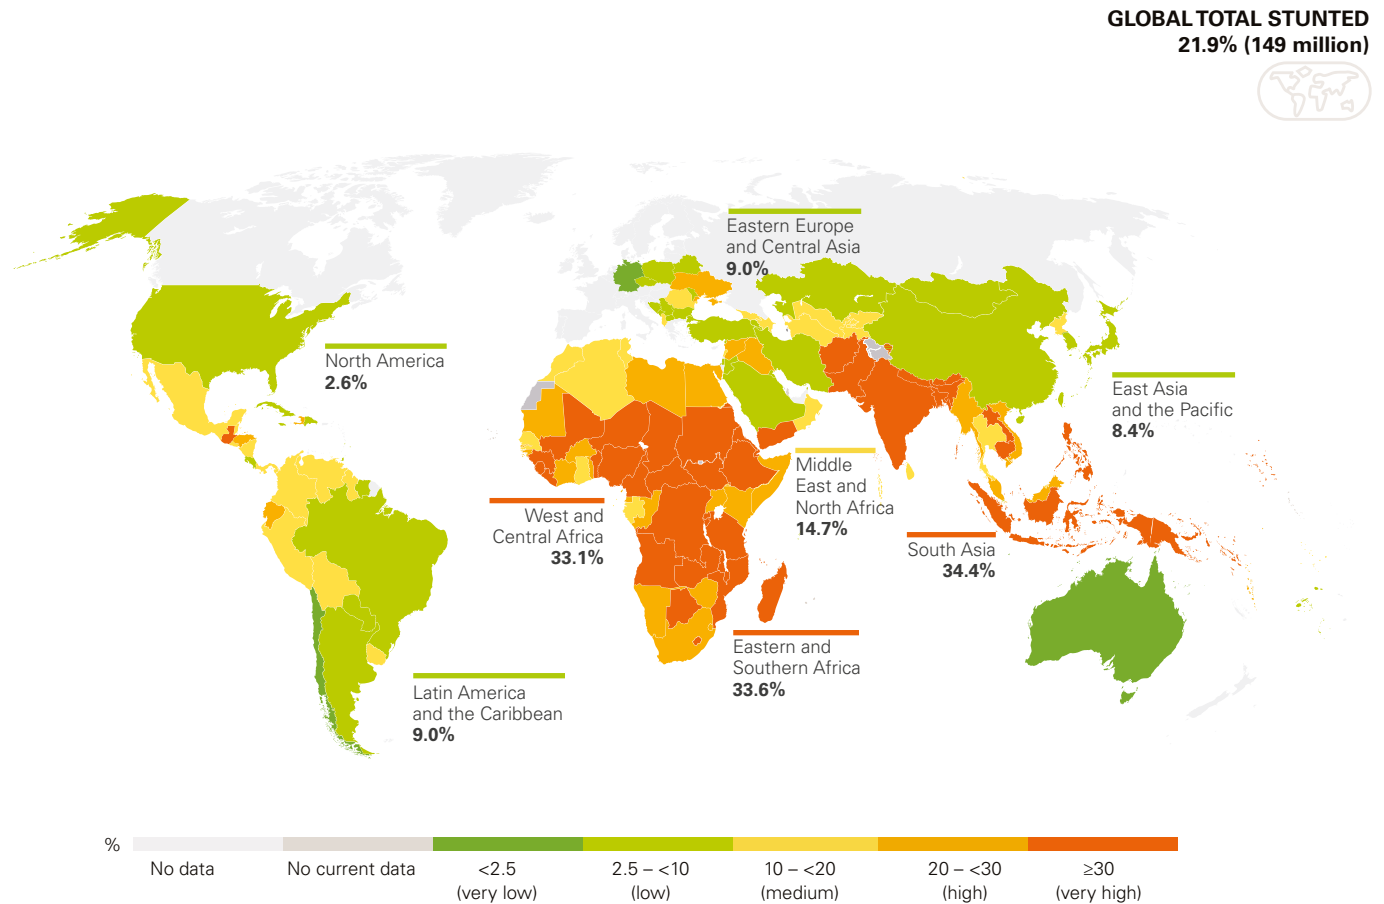 GLOBAL TOTAL STUNTED
21.9% (149 million)
Eastern Europe
and Central Asia
9.0%
North America
2.6%
East Asia
and the Pacific
8.4%
Middle
East and
North Africa
14.7%
West and
Central Africa
33.1%
South Asia
34.4%
Eastern and
Southern Africa
33.6%
Latin America
and the Caribbean
9.0%
%
No data
No current data
<2.5
(very low)
2.5 – <10
(low)
10 – <20
(medium)
20 – <30
(high)
≥30
(very high)